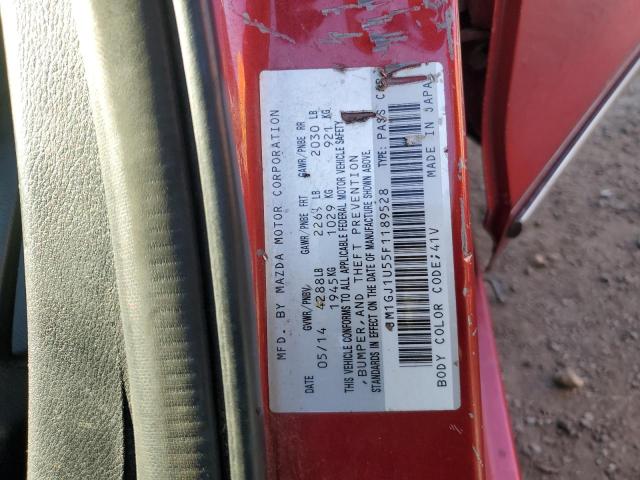 MFD. BY MAZDA MOTOR CORPORATION
DATE GVWR/PNBV GAWR/PNBE FRT GAWR/PNBE RR
05/14 4288LB LB 2030 LB
1945KG 1029 KG 921 KG
THIS VEHICLE CONFORMS TO ALL APPLICABLE FEDERAL MOTOR VEHICLE SAFETY
,BUMPER,AND THEFT PREVENTION
STANDARDS IN EFFECT ON THE DATE OF MANUFACTURE SHOWN ABOVE.
JM1GJ1U55F1189528 TYPE: PASS CAR
MADE IN JAPAN
BODY COLOR CODE;41V